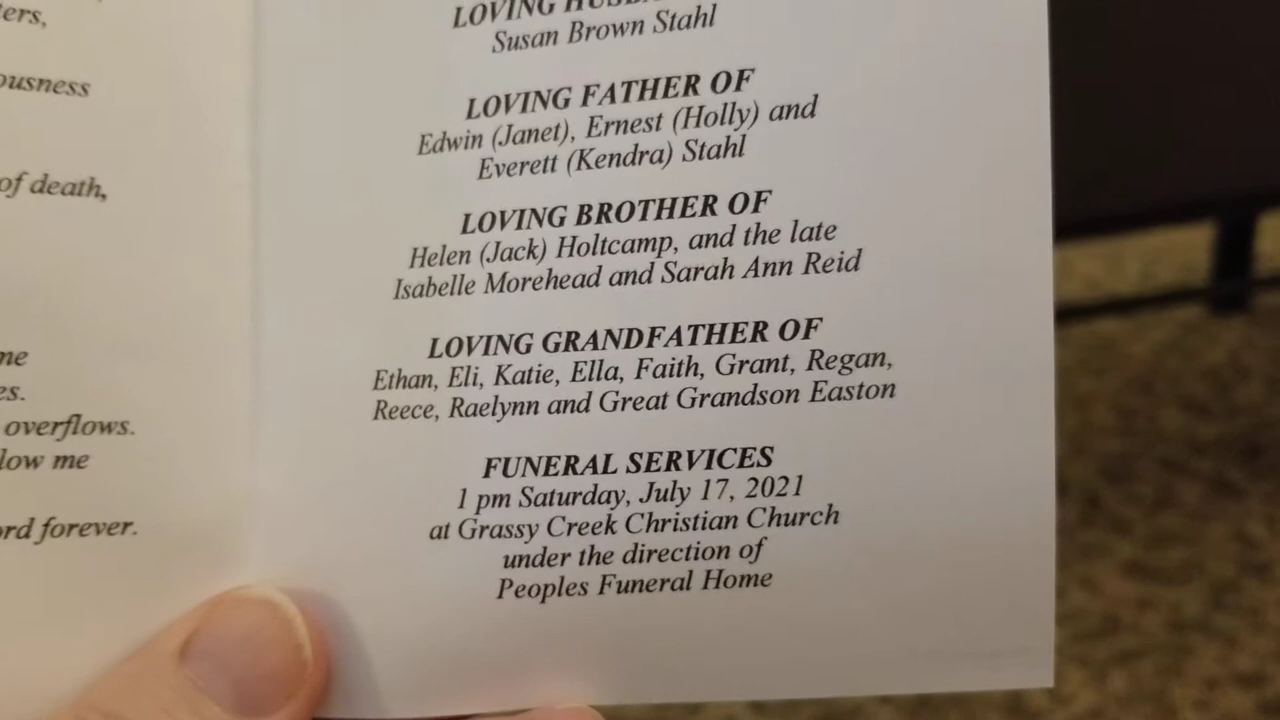 ters,
ousness
of death,
me
es.
overflows.
low me
ord forever.
LOVING
Susan Brown Stahl
LOVING FATHER OF
Edwin (Janet), Ernest (Holly) and
Everett (Kendra) Stahl
LOVING BROTHER OF
Helen (Jack) Holtcamp, and the late
Isabelle Morehead and Sarah Ann Reid
LOVING GRANDFATHER OF
Ethan, Eli, Katie, Ella, Faith, Grant, Regan,
Reece, Raelynn and Great Grandson Easton
FUNERAL SERVICES
1 pm Saturday, July 17, 2021
at Grassy Creek Christian Church
under the direction of
Peoples Funeral Home